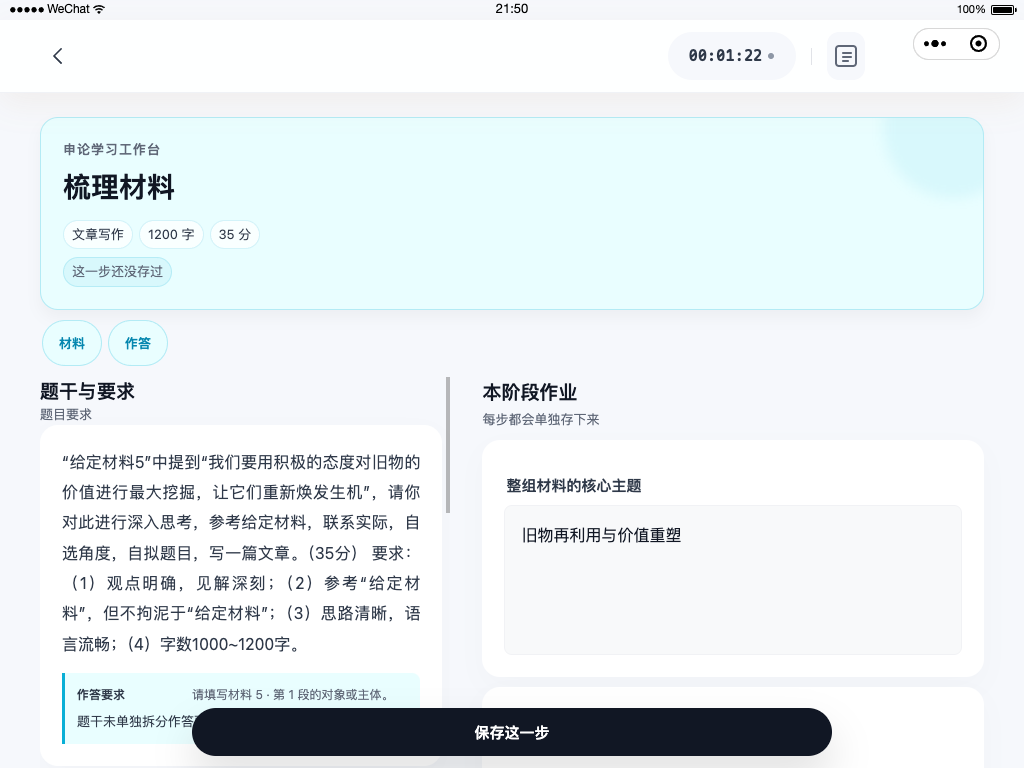 WeChat
21:50
100%
00:01:22
申论学习工作台
梳理材料
文章写作
1200 字
35 分
这一步还没存过
材料
作答
题干与要求
题目要求
“给定材料5”中提到“我们要用积极的态度对旧物的
价值进行最大挖掘，让它们重新焕发生机”，请你
对此进行深入思考，参考给定材料，联系实际，自
选角度，自拟题目，写一篇文章。（35分） 要求：
（1）观点明确，见解深刻；（2）参考“给定材
料”，但不拘泥于“给定材料”；（3）思路清晰，语
言流畅；（4）字数1000~1200字。
作答要求
请填写材料 5 · 第 1 段的对象或主体。
题干未单独拆分作答
本阶段作业
每步都会单独存下来
整组材料的核心主题
旧物再利用与价值重塑
保存这一步